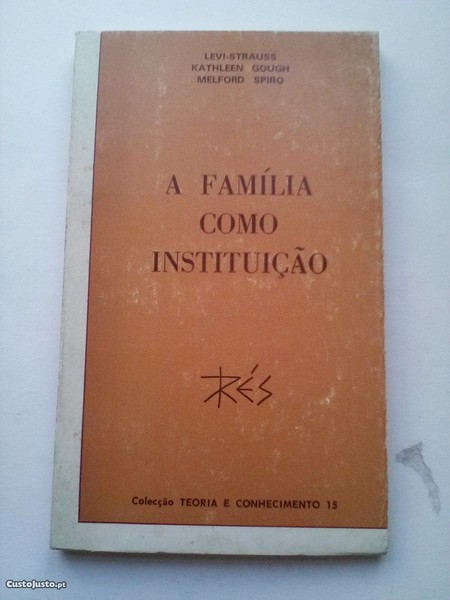 LEVI-STRAUSS
KATHLEEN GOUGH
MELFORD SPIRO
A FAMÍLIA
COMO
INSTITUIÇÃO
RÉS
Colecção TEORIA E CONHECIMENTO 15
CustoJusto.pt